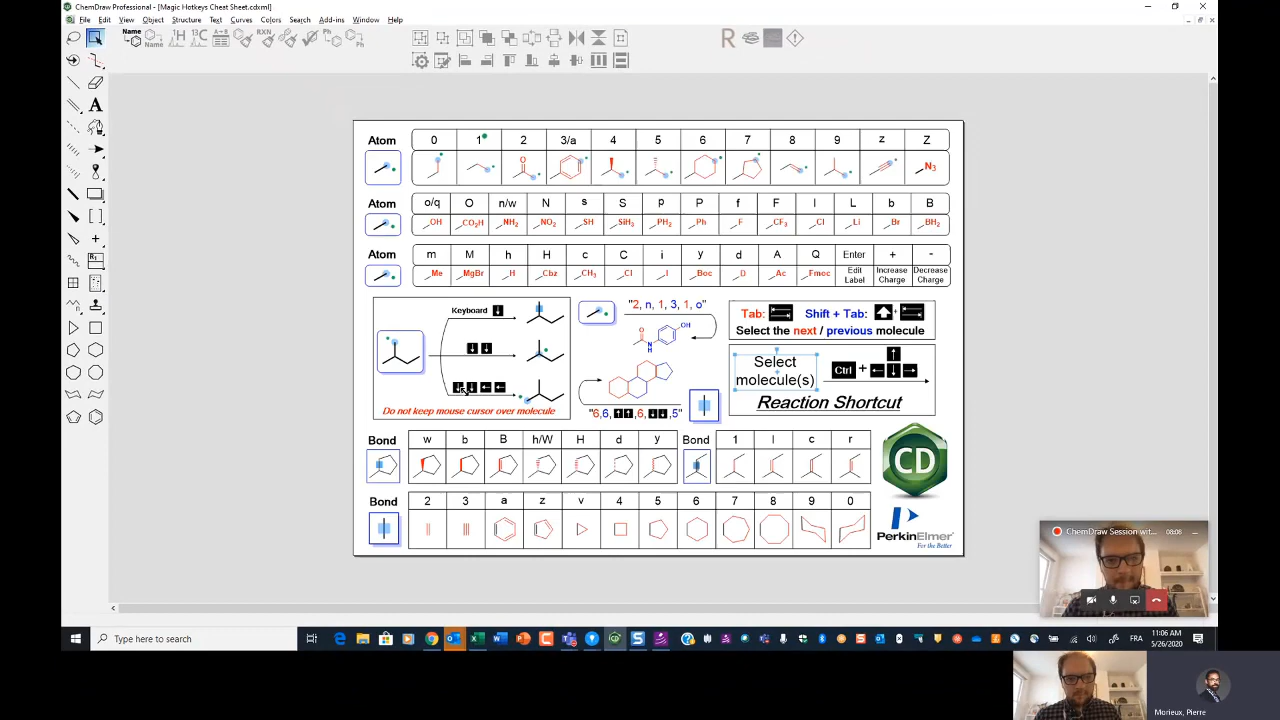 ChemDraw Professional - [Magic Hotkeys Cheat Sheet.cdxml]
File Edit View Object Structure Text Curves Colors Search Add-ins Window Help
Atom 0 1 2 3/a 4 5 6 7 8 9 z Z
N3
Atom o/q O n/w N s S p P f F l L b B
OH CO2H NH2 NO2 SH SiH3 PH2 Ph F CF3 Cl Li Br BH2
Atom m M h H c C i y d A Q Enter + -
Me MgBr H Cbz CH3 Cl I Boc D Ac Fmoc Edit Label Increase Charge Decrease Charge
Keyboard
Do not keep mouse cursor over molecule
"2, n, 1, 3, 1, o"
O N H OH
"6,6,↑↑,6,↓↓,5"
Tab: Shift + Tab: +
Select the next / previous molecule
Select
molecule(s)
Ctrl +
Reaction Shortcut
Bond w b B h/W H d y Bond 1 l c r
Bond 2 3 a z v 4 5 6 7 8 9 0
CD
PerkinElmer
For the Better
ChemDraw Session wit... 08:08
Type here to search
FRA
11:06 AM
5/26/2020
Morieux, Pierre